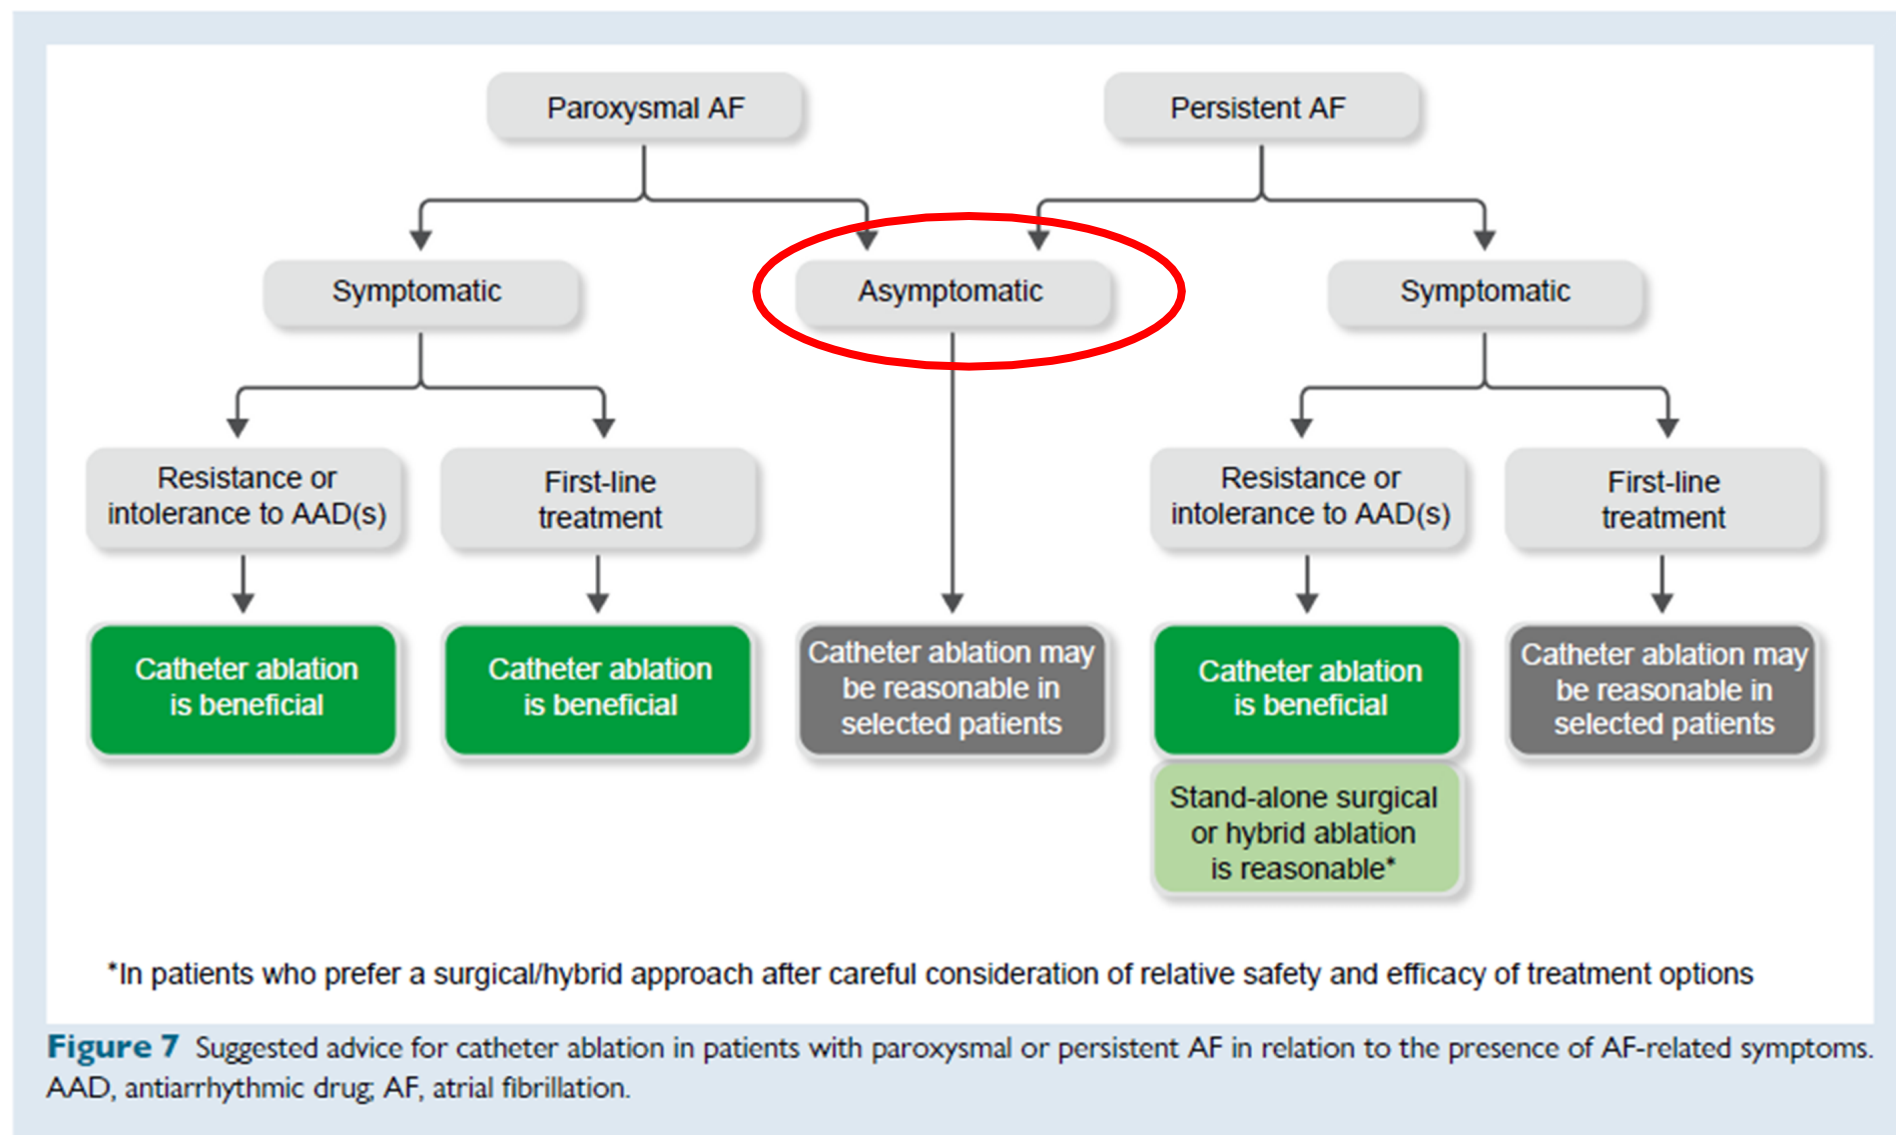 Paroxysmal AF
Persistent AF
Symptomatic
Asymptomatic
Symptomatic
Resistance or
intolerance to AAD(s)
First-line
treatment
Resistance or
intolerance to AAD(s)
First-line
treatment
Catheter ablation
is beneficial
Catheter ablation
is beneficial
Catheter ablation may
be reasonable in
selected patients
Catheter ablation
is beneficial
Catheter ablation may
be reasonable in
selected patients
Stand-alone surgical
or hybrid ablation
is reasonable*
*In patients who prefer a surgical/hybrid approach after careful consideration of relative safety and efficacy of treatment options
Figure 7 Suggested advice for catheter ablation in patients with paroxysmal or persistent AF in relation to the presence of AF-related symptoms.
AAD, antiarrhythmic drug; AF, atrial fibrillation.